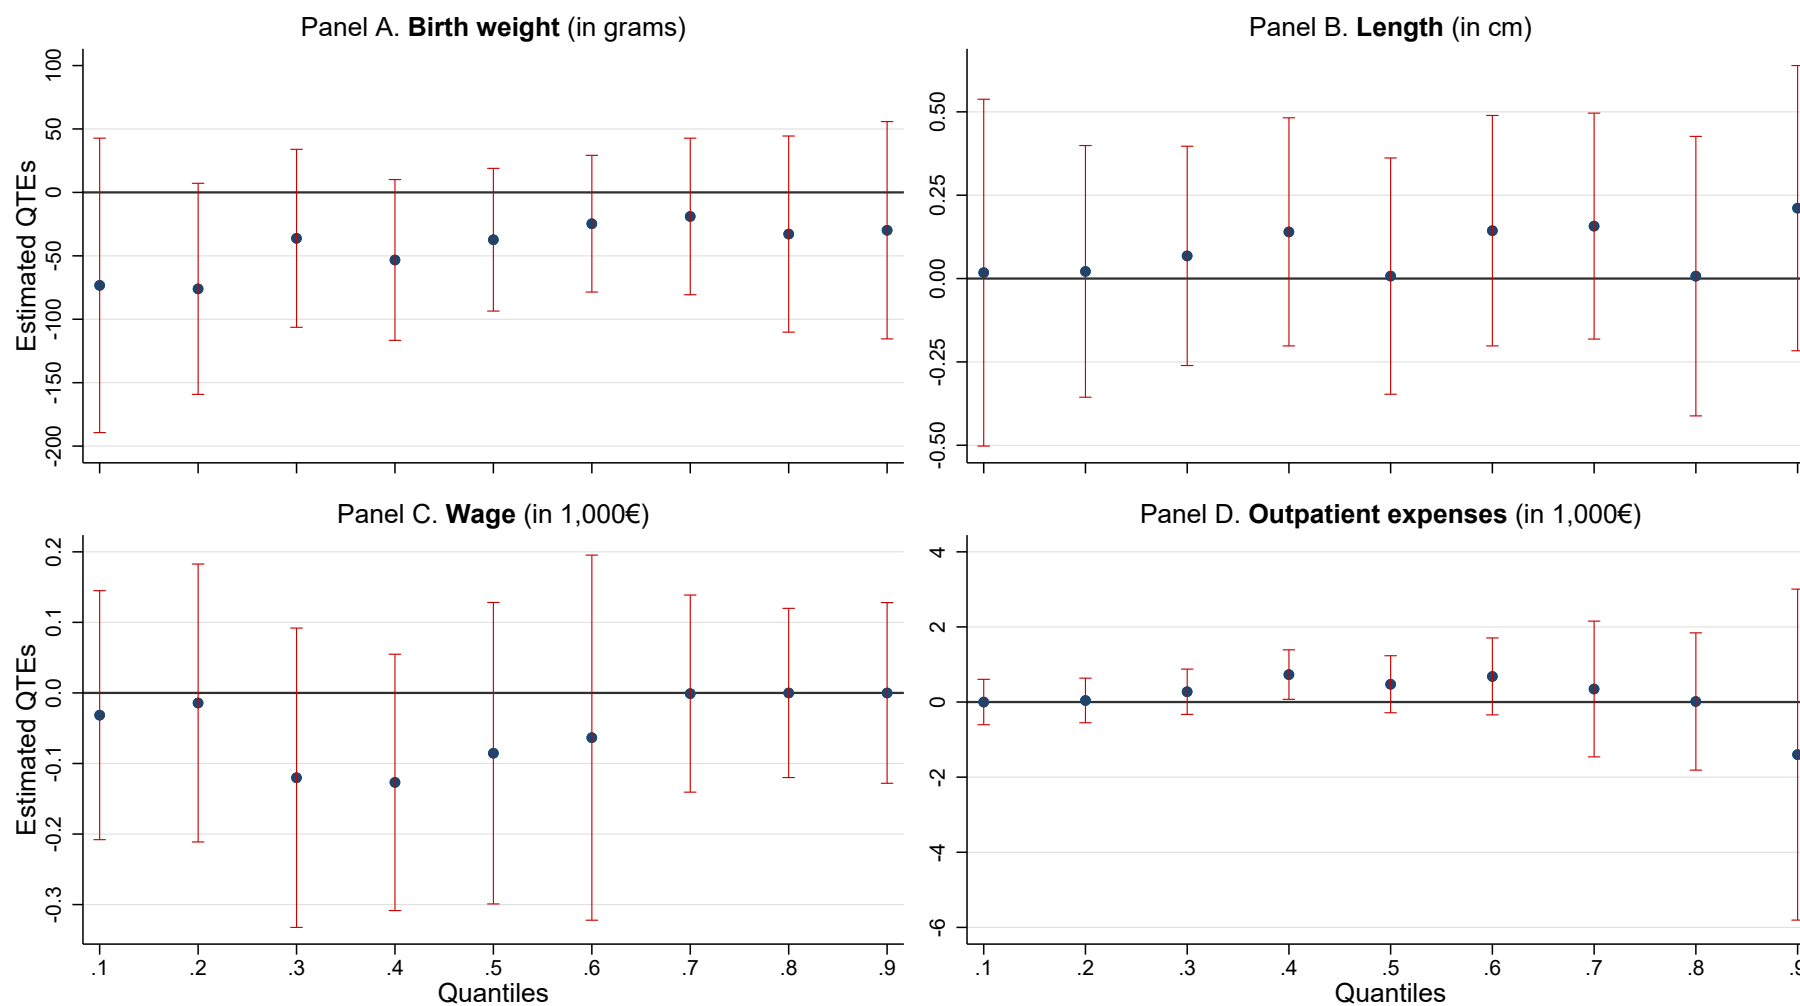 Panel A. Birth weight (in grams)
Estimated QTEs
100
50
0
-50
-100
-150
-200
Panel B. Length (in cm)
0.50
0.25
0.00
-0.25
-0.50
Panel C. Wage (in 1,000€)
Estimated QTEs
0.2
0.1
0.0
-0.1
-0.2
-0.3
.1 .2 .3 .4 .5 .6 .7 .8 .9
Quantiles
Panel D. Outpatient expenses (in 1,000€)
4
2
0
-2
-4
-6
.1 .2 .3 .4 .5 .6 .7 .8 .9
Quantiles